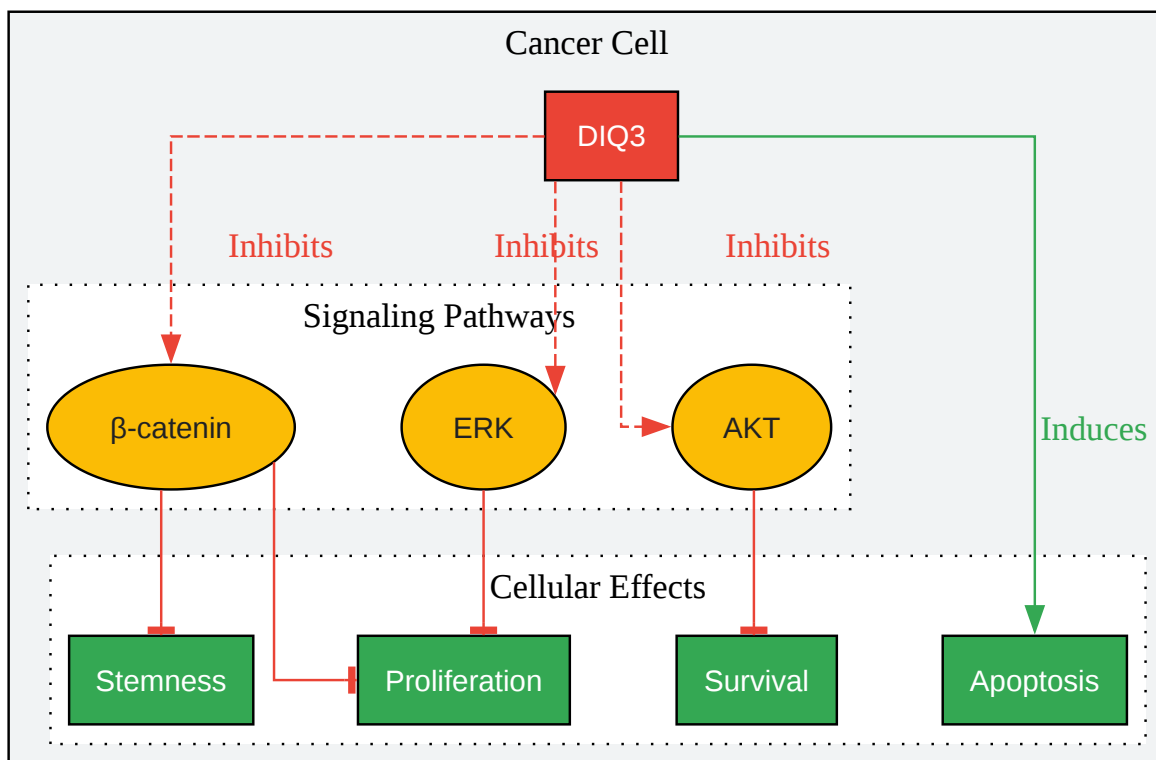 Cancer Cell
DIQ3
Inhibits
Inhibits
Inhibits
Signaling Pathways
β-catenin
ERK
AKT
Induces
Cellular Effects
Stemness
Proliferation
Survival
Apoptosis